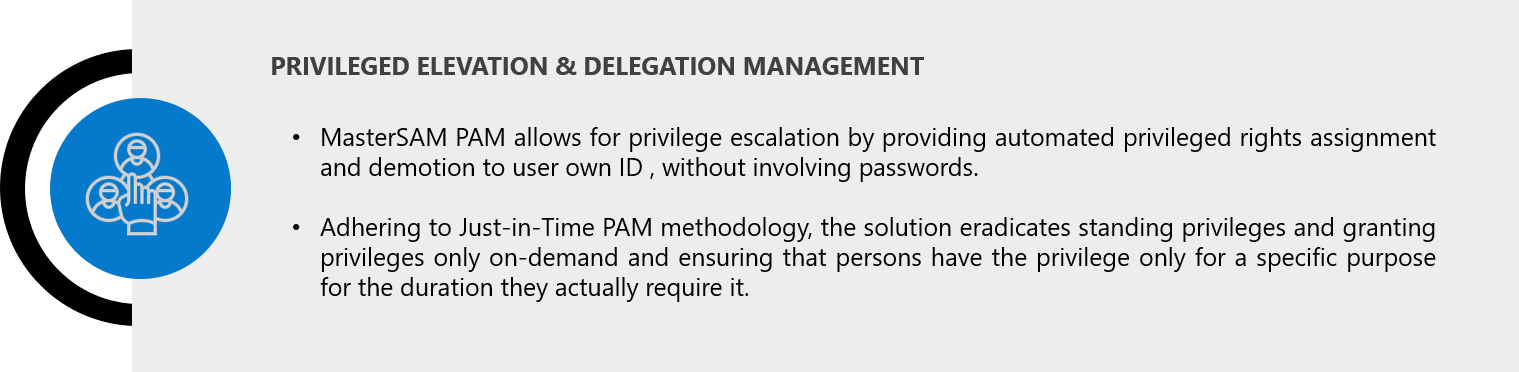 PRIVILEGED ELEVATION & DELEGATION MANAGEMENT
• MasterSAM PAM allows for privilege escalation by providing automated privileged rights assignment
and demotion to user own ID , without involving passwords.
• Adhering to Just-in-Time PAM methodology, the solution eradicates standing privileges and granting
privileges only on-demand and ensuring that persons have the privilege only for a specific purpose
for the duration they actually require it.